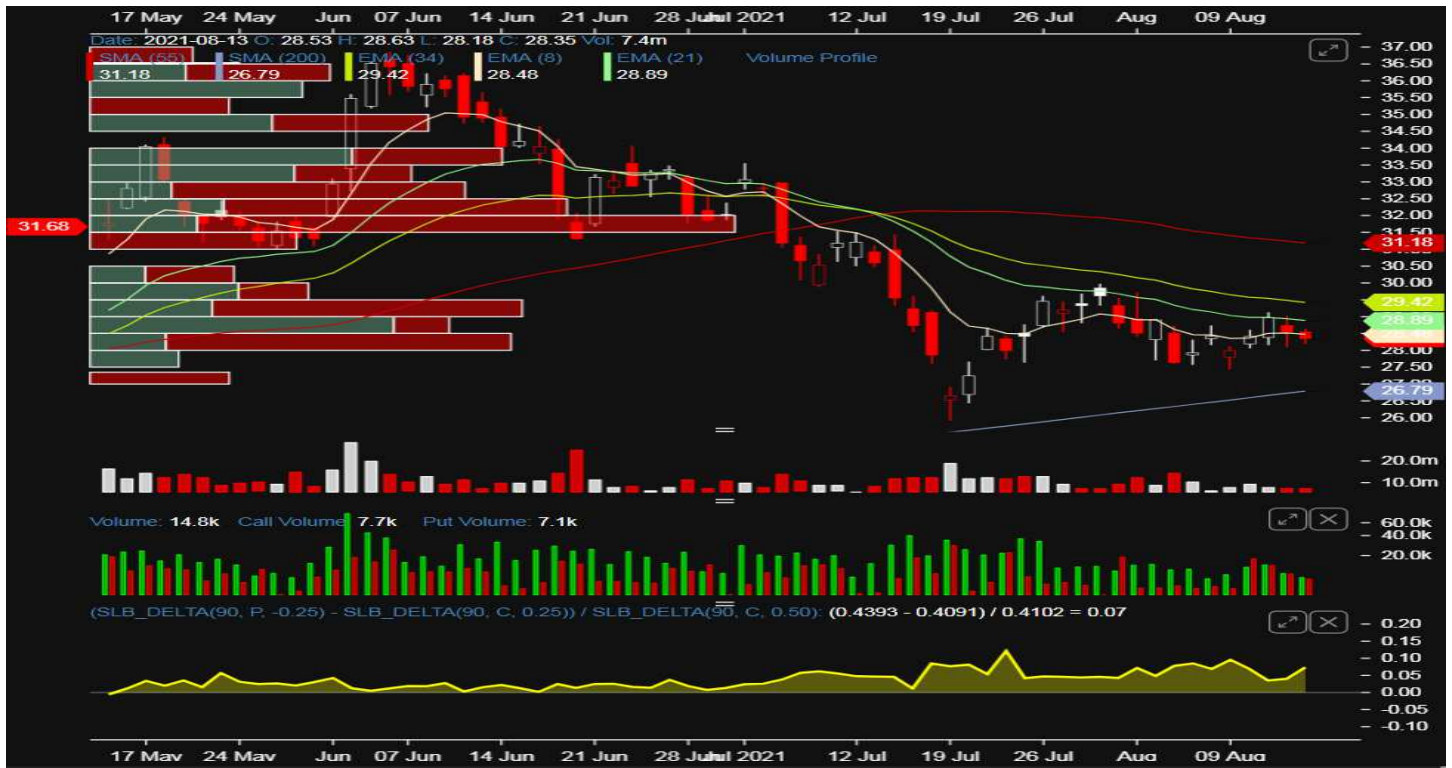 17 May 24 May Jun 07 Jun 14 Jun 21 Jun 28 Jun Jul 2021 12 Jul 19 Jul 26 Jul Aug 09 Aug
Date: 2021-08-13 O: 28.53 H: 28.63 L: 28.18 C: 28.35 Vol: 7.4m
SMA (55) SMA (200) EMA (34) EMA (8) EMA (21) Volume Profile
31.18 26.79 29.42 28.48 28.89
37.00
36.50
36.00
35.50
35.00
34.50
34.00
33.50
33.00
32.50
32.00
31.68
31.50
31.18
30.50
30.00
29.42
28.89
28.00
27.50
26.79
26.50
26.00
20.0m
10.0m
Volume: 14.8k Call Volume 7.7k Put Volume: 7.1k
60.0k
40.0k
20.0k
(SLB_DELTA(90, P, -0.25) - SLB_DELTA(90, C, 0.25)) / SLB_DELTA(90, C, 0.50): (0.4393 - 0.4091) / 0.4102 = 0.07
0.20
0.15
0.10
0.05
0.00
-0.05
-0.10
17 May 24 May Jun 07 Jun 14 Jun 21 Jun 28 Jun Jul 2021 12 Jul 19 Jul 26 Jul Aug 09 Aug